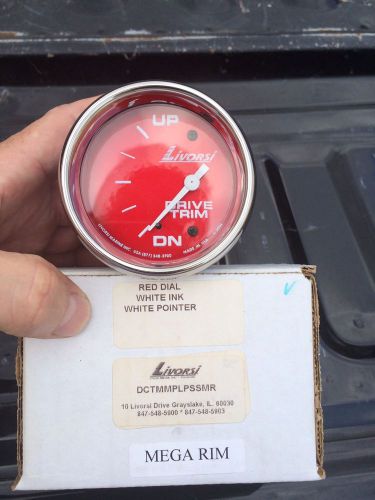 UP
LIVORSI
DRIVE
TRIM
DN
RED DIAL
WHITE INK
WHITE POINTER
LIVORSI
DCTMMPLPSSMR
10 Livorsi Drive Grayslake, IL. 60030
847-548-5900 * 847-548-5903
MEGA RIM